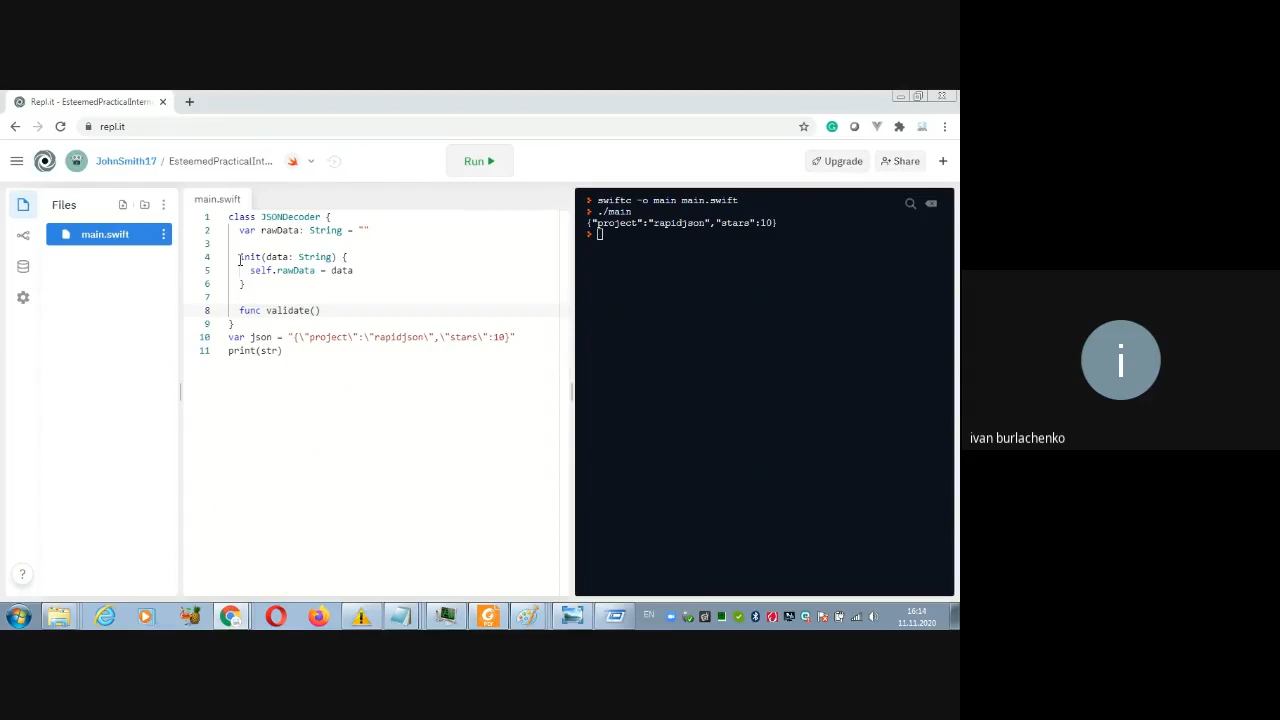 Repl.it - EsteemedPracticalIntern
repl.it
JohnSmith17 / EsteemedPracticalInt...
Run
Upgrade
Share
Files
main.swift
main.swift
1 class JSONDecoder {
2 var rawData: String = ""
3
4 init(data: String) {
5 self.rawData = data
6 }
7
8 func validate()
9 }
10 var json = "{\"project\":\"rapidjson\",\"stars\":10}"
11 print(str)
swiftc -o main main.swift
./main
{"project":"rapidjson","stars":10}
?
i
ivan burlachenko
PDF
EN
16:14
11.11.2020